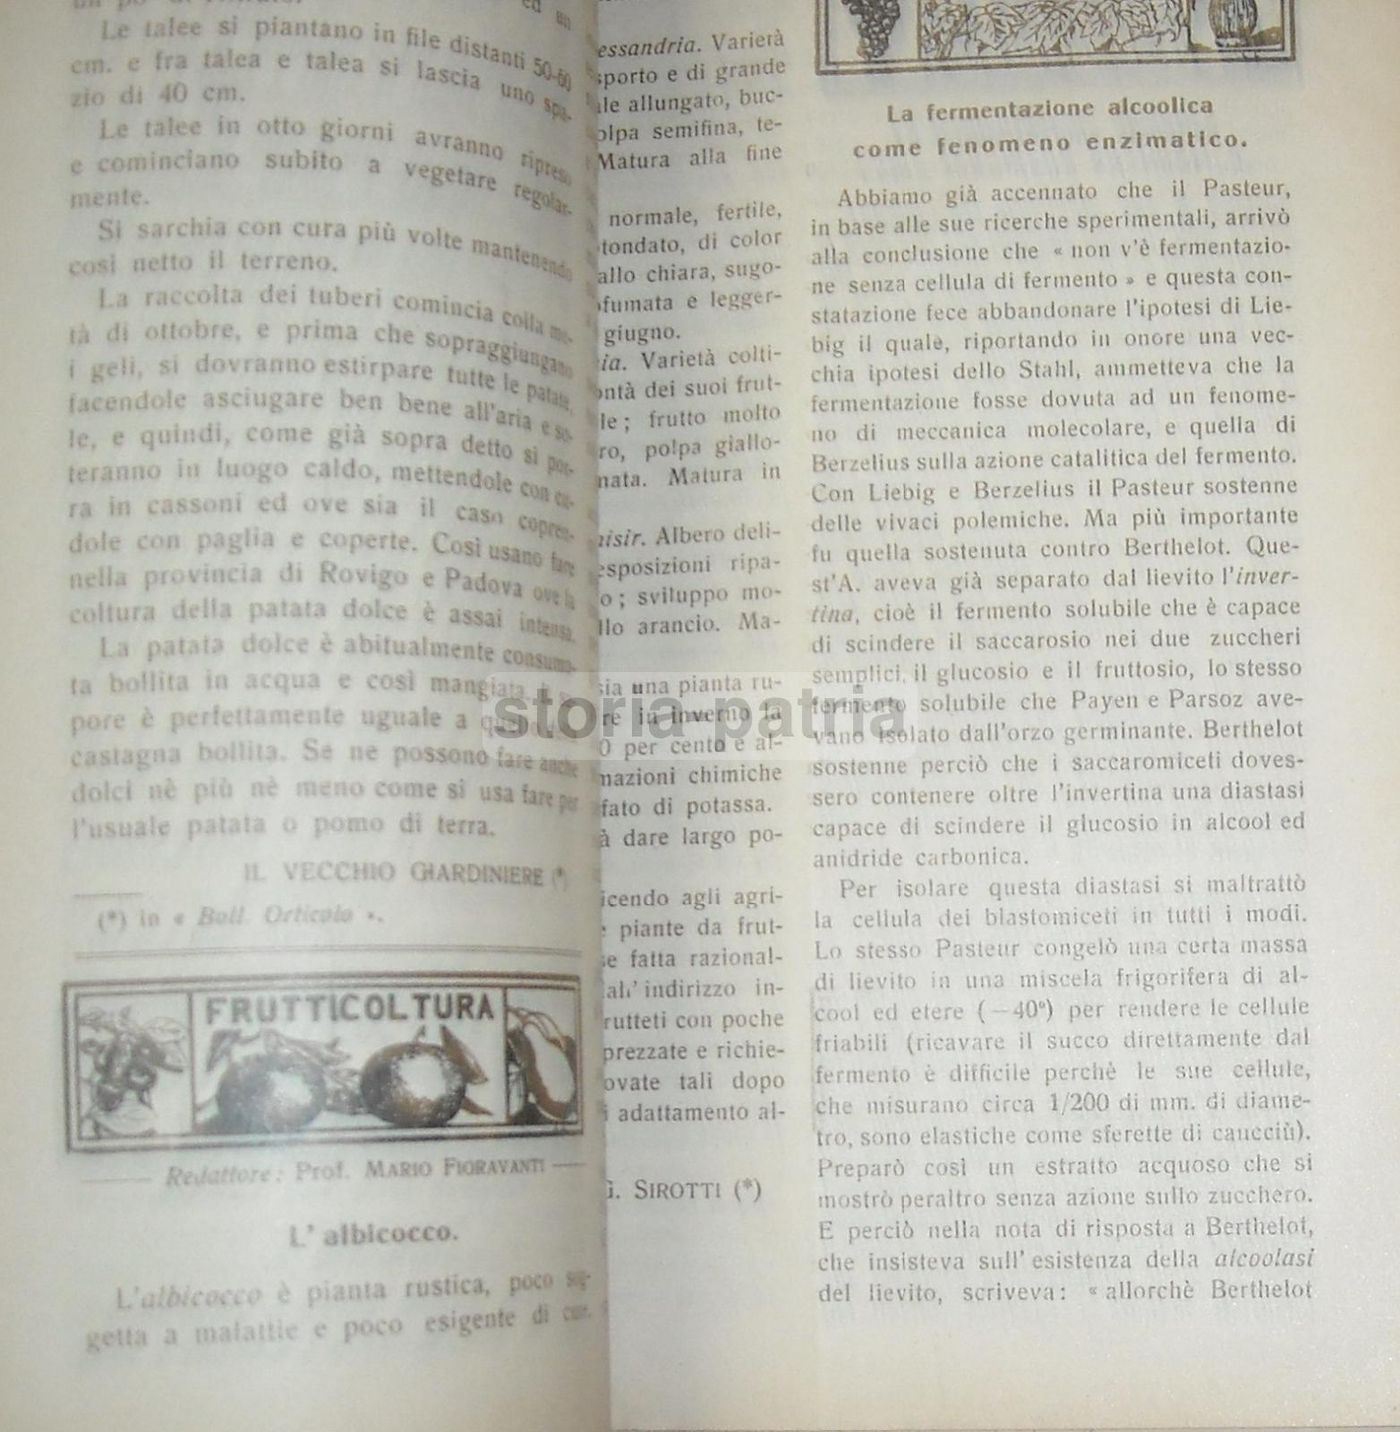 Le talee si piantano in file distanti 50-60
cm. e fra talea e talea si lascia uno spa-
zio di 40 cm.
Le talee in otto giorni avranno ripreso
e cominciano subito a vegetare regolar-
mente.
Si sarchia con cura più volte mantenendo
così netto il terreno.
La raccolta dei tuberi comincia colla me-
tà di ottobre, e prima che sopraggiungano
i geli, si dovranno estirpare tutte le patate,
facendole asciugare ben bene all'aria e so-
le, e quindi, come già sopra detto si por-
teranno in luogo caldo, mettendole con cu-
ra in cassoni ed ove sia il caso copren-
dole con paglia e coperte. Così usano fare
nella provincia di Rovigo e Padova ove la
coltura della patata dolce è assai intensa.
La patata dolce è abitualmente consuma-
ta bollita in acqua e così mangiata
pore è perfettamente uguale a
castagna bollita. Se ne possono fare anche
dolci nè più nè meno come si usa fare per
l'usuale patata o pomo di terra.
IL VECCHIO GIARDINIERE (*)
(*) in « Boll. Orticolo ».
FRUTTICOLTURA
Redattore: Prof. MARIO FIORAVANTI
L' albicocco.
L'albicocco è pianta rustica, poco sog-
getta a malattie e poco esigente di cure.
essandria. Varietà
sporto e di grande
ale allungato, buc-
olpa semifina, te-
Matura alla fine
normale, fertile,
tondato, di color
allo chiara, sugo-
ofumata e legger-
giugno.
ia. Varietà colti-
ontà dei suoi frut-
le; frutto molto
ro, polpa giallo-
nata. Matura in
isir. Albero deli-
esposizioni ripa-
o; sviluppo mo-
llo arancio. Ma-
sia una pianta ru-
re in inverno la
0 per cento e al-
mazioni chimiche
fato di potassa.
à dare largo po-
icendo agli agri-
e piante da frut-
se fatta razional-
all'indirizzo in-
rutteti con poche
prezzate e richie-
ovate tali dopo
i adattamento al-
G. SIROTTI (*)
La fermentazione alcoolica
come fenomeno enzimatico.
Abbiamo già accennato che il Pasteur,
in base alle sue ricerche sperimentali, arrivò
alla conclusione che « non v'è fermentazio-
ne senza cellula di fermento » e questa con-
statazione fece abbandonare l'ipotesi di Lie-
big il quale, riportando in onore una vec-
chia ipotesi dello Stahl, ammetteva che la
fermentazione fosse dovuta ad un fenome-
no di meccanica molecolare, e quella di
Berzelius sulla azione catalitica del fermento.
Con Liebig e Berzelius il Pasteur sostenne
delle vivaci polemiche. Ma più importante
fu quella sostenuta contro Berthelot. Que-
st'A. aveva già separato dal lievito l'inver-
tina, cioè il fermento solubile che è capace
di scindere il saccarosio nei due zuccheri
semplici, il glucosio e il fruttosio, lo stesso
fermento solubile che Payen e Parsoz ave-
vano isolato dall'orzo germinante. Berthelot
sostenne perciò che i saccaromiceti doves-
sero contenere oltre l'invertina una diastasi
capace di scindere il glucosio in alcool ed
anidride carbonica.
Per isolare questa diastasi si maltrattò
la cellula dei blastomiceti in tutti i modi.
Lo stesso Pasteur congelò una certa massa
di lievito in una miscela frigorifera di al-
cool ed etere (—40°) per rendere le cellule
friabili (ricavare il succo direttamente dal
fermento è difficile perchè le sue cellule,
che misurano circa 1/200 di mm. di diame-
tro, sono elastiche come sferette di caucciù).
Preparò così un estratto acquoso che si
mostrò peraltro senza azione sullo zucchero.
E perciò nella nota di risposta a Berthelot,
che insisteva sull' esistenza della alcoolasi
del lievito, scriveva: « allorchè Berthelot
storia patria